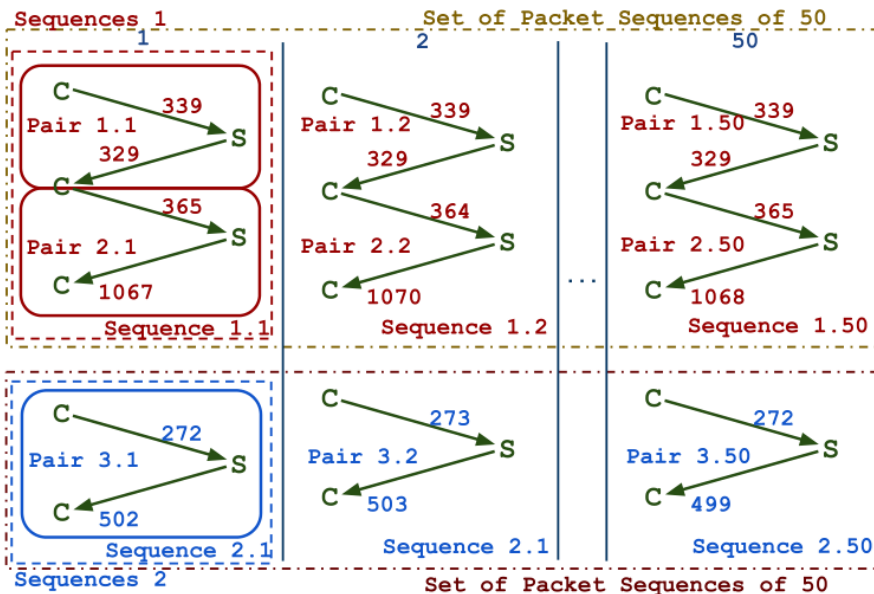 Sequences 1
Set of Packet Sequences of 50
1
2
50
C
339
Pair 1.1
S
329
C
365
Pair 2.1
S
C
1067
Sequence 1.1
C
339
Pair 1.2
S
329
C
364
Pair 2.2
S
C
1070
Sequence 1.2
...
C
339
Pair 1.50
S
329
C
365
Pair 2.50
S
C
1068
Sequence 1.50
C
272
Pair 3.1
S
C
502
Sequence 2.1
C
273
Pair 3.2
S
C
503
Sequence 2.1
C
272
Pair 3.50
S
C
499
Sequence 2.50
Sequences 2
Set of Packet Sequences of 50